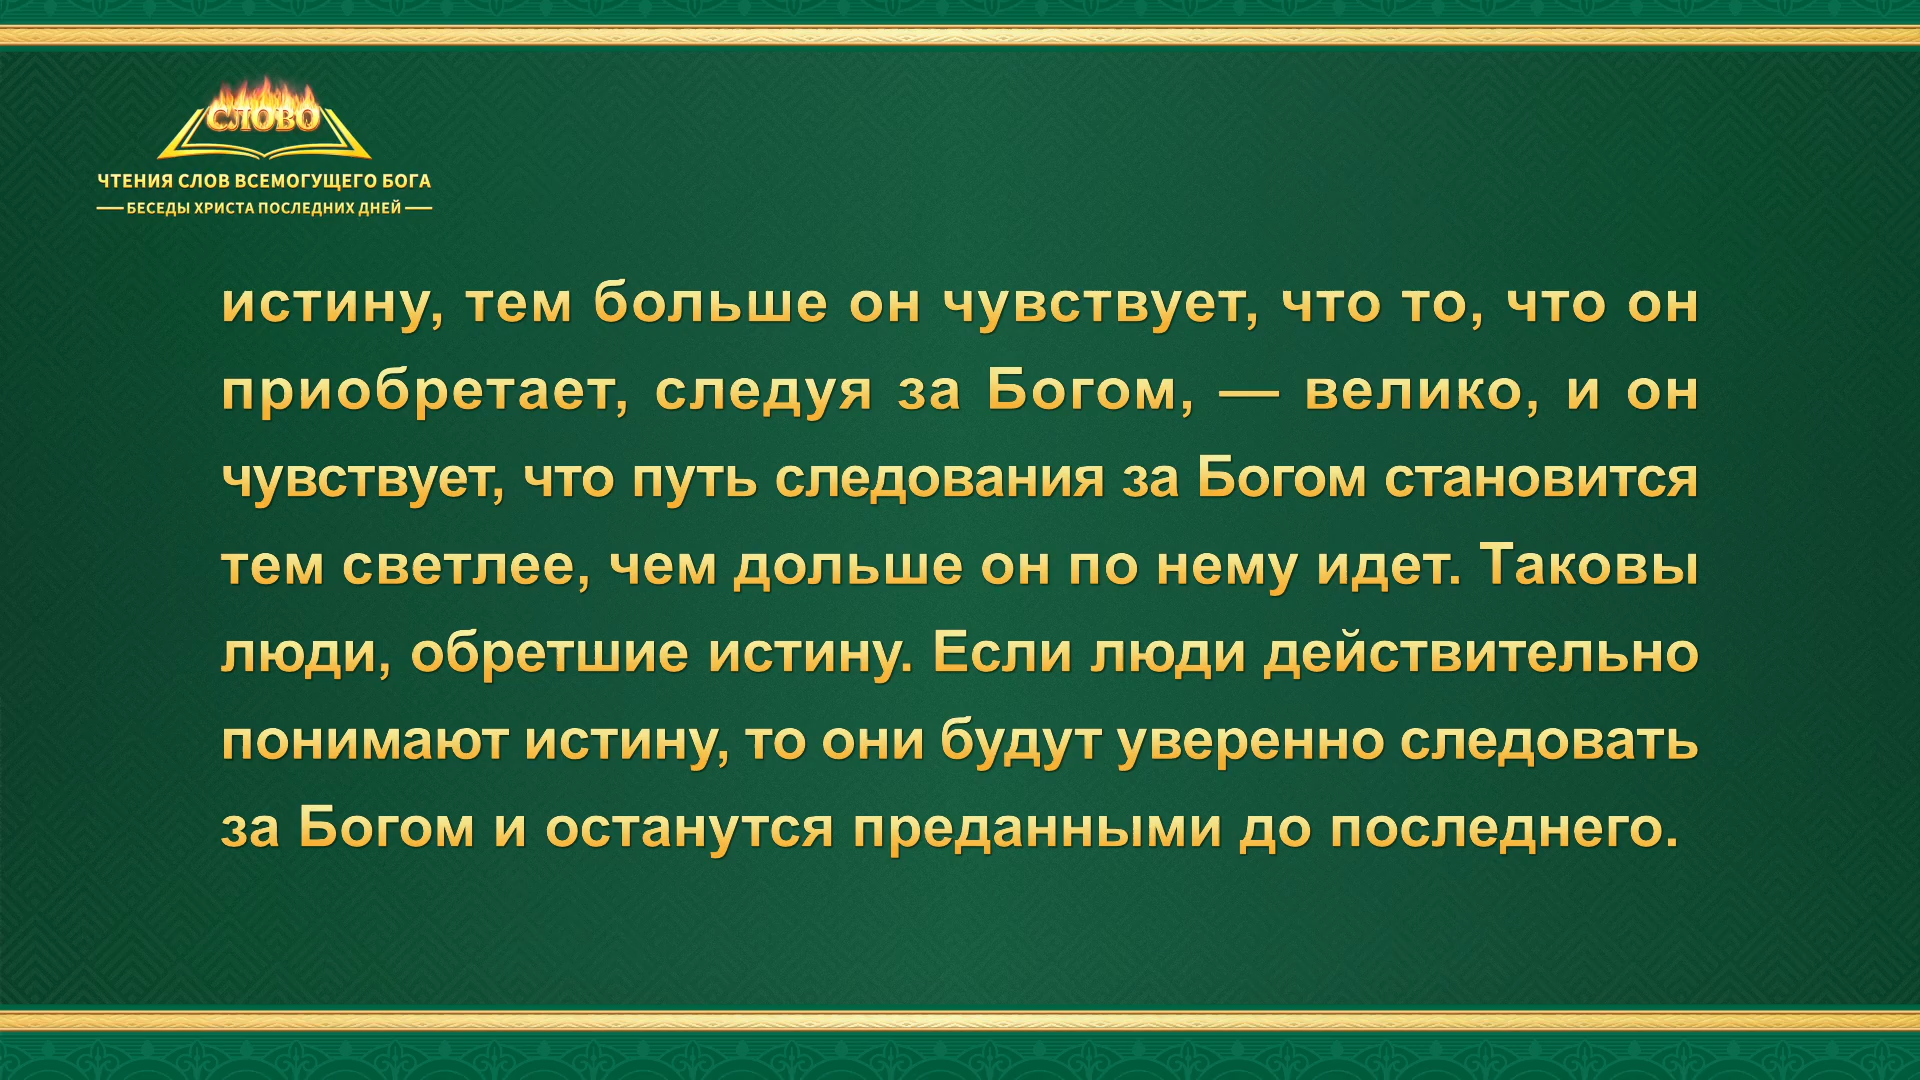 СЛОВО
ЧТЕНИЯ СЛОВ ВСЕМОГУЩЕГО БОГА
БЕСЕДЫ ХРИСТА ПОСЛЕДНИХ ДНЕЙ
истину, тем больше он чувствует, что то, что он
приобретает, следуя за Богом, — велико, и он
чувствует, что путь следования за Богом становится
тем светлее, чем дольше он по нему идет. Таковы
люди, обретшие истину. Если люди действительно
понимают истину, то они будут уверенно следовать
за Богом и останутся преданными до последнего.